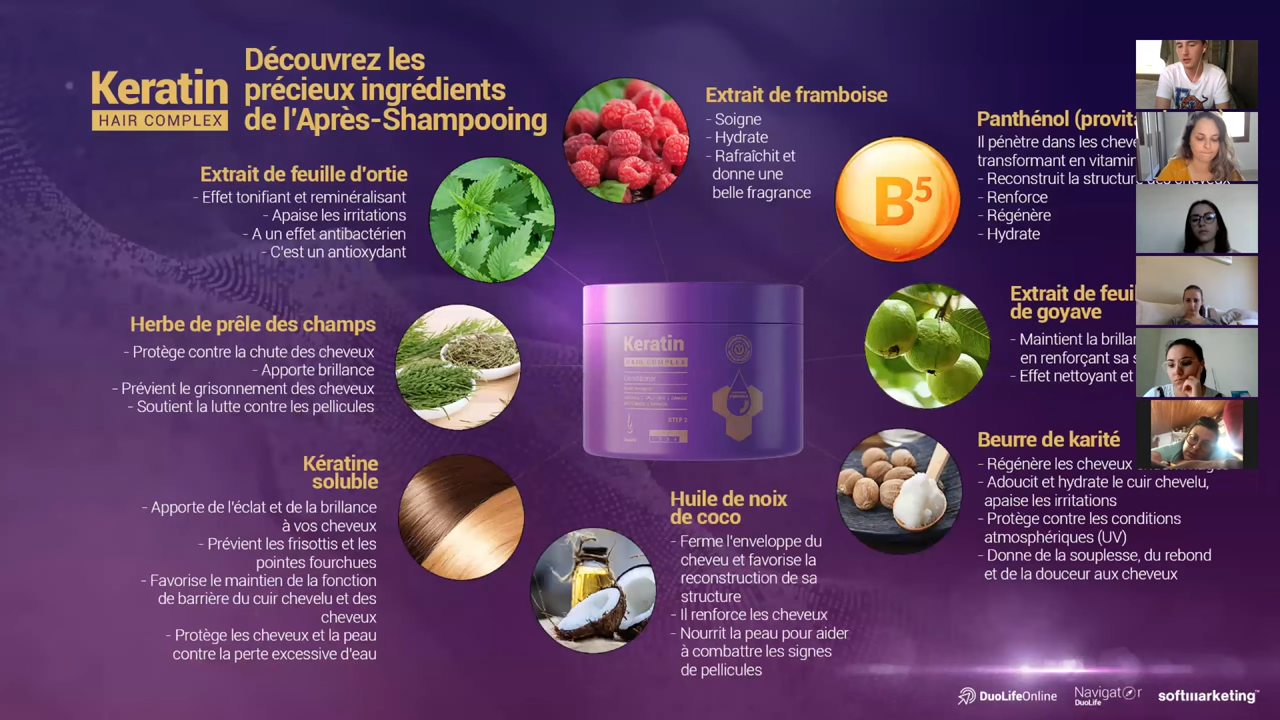 Keratin
HAIR COMPLEX
Découvrez les
précieux ingrédients
de l'Après-Shampooing
Extrait de feuille d'ortie
- Effet tonifiant et reminéralisant
- Apaise les irritations
- A un effet antibactérien
- C'est un antioxydant
Herbe de prêle des champs
- Protège contre la chute des cheveux
- Apporte brillance
- Prévient le grisonnement des cheveux
- Soutient la lutte contre les pellicules
Kératine
soluble
- Apporte de l'éclat et de la brillance
à vos cheveux
- Prévient les frisottis et les
pointes fourchues
- Favorise le maintien de la fonction
de barrière du cuir chevelu et des
cheveux
- Protège les cheveux et la peau
contre la perte excessive d'eau
Extrait de framboise
- Soigne
- Hydrate
- Rafraîchit et
donne une
belle fragrance
B5
Keratin
HAIR COMPLEX
Conditioner
STEP 2
Huile de noix
de coco
- Ferme l'enveloppe du
cheveu et favorise la
reconstruction de sa
structure
- Il renforce les cheveux
- Nourrit la peau pour aider
à combattre les signes
de pellicules
Panthénol
Il pénètre dans les
transformant en
- Reconstruit la structure des cheveux
- Renforce
- Régénère
- Hydrate
Extrait de
de goyave
- Maintient la
en renforçant sa
- Effet nettoyant et
Beurre de karité
- Régénère les cheveux
- Adoucit et hydrate le cuir chevelu,
apaise les irritations
- Protège contre les conditions
atmosphériques (UV)
- Donne de la souplesse, du rebond
et de la douceur aux cheveux
DuoLifeOnline
Navigator
DuoLife
softmarketing